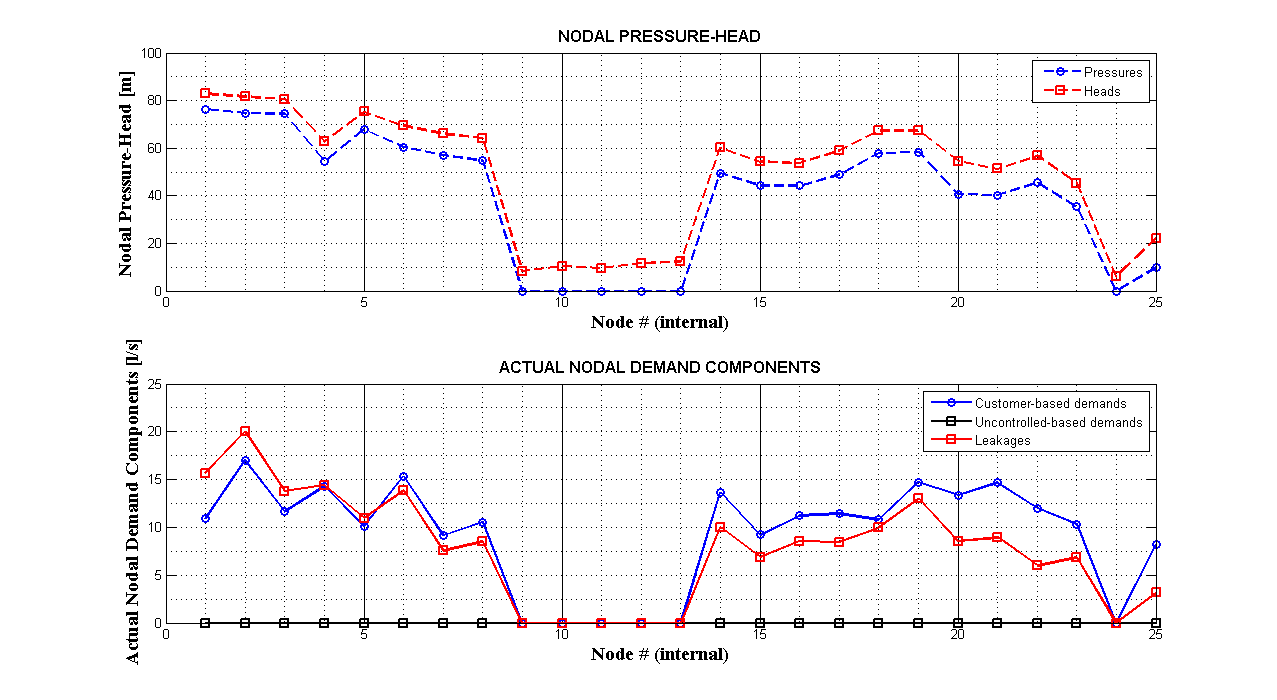 NODAL PRESSURE-HEAD
Nodal Pressure-Head [m]
100
80
60
40
20
0
Pressures
Heads
0 5 10 15 20 25
Node # (internal)
ACTUAL NODAL DEMAND COMPONENTS
Actual Nodal Demand Components [l/s]
25
20
15
10
5
0
Customer-based demands
Uncontrolled-based demands
Leakages
0 5 10 15 20 25
Node # (internal)